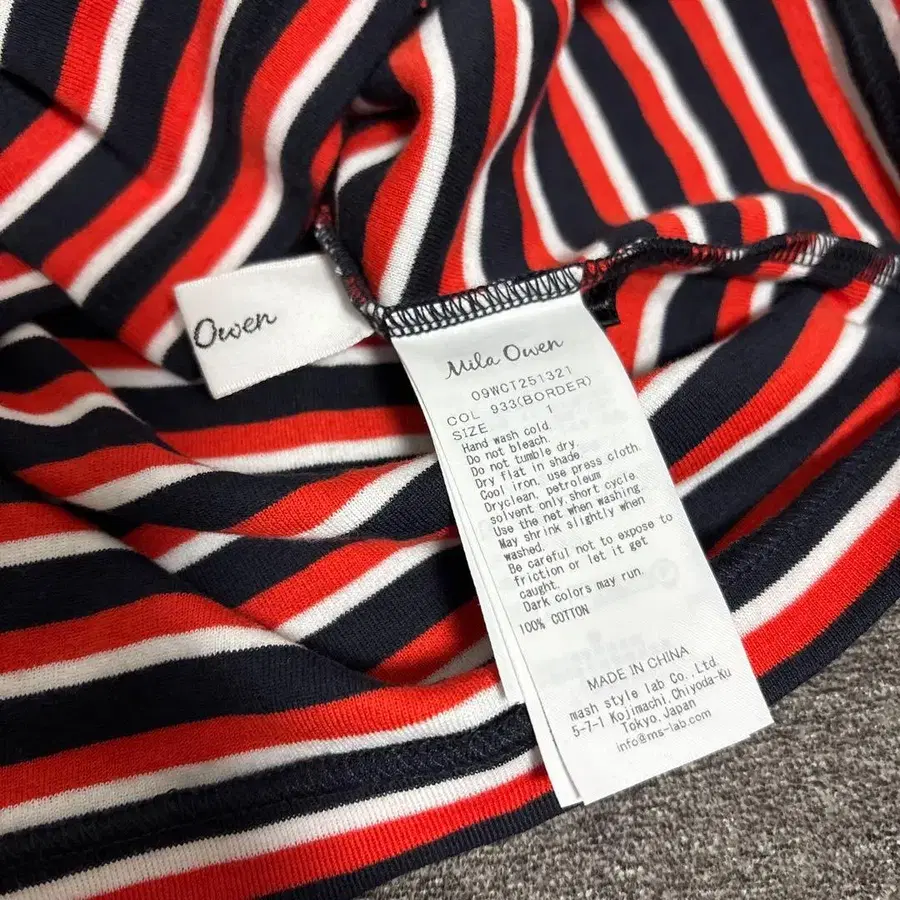 Owen
Mila Owen
09WCT251321
COL 933(BORDER)
SIZE 1
Hand wash cold
Do not bleach.
Do not tumble dry.
Dry flat in shade
Cool iron, use press cloth.
Dryclean, petroleum
solvent only,short cycle.
Use the net when washing.
May shrink slightly when
washed.
Be careful not to expose to
friction or let it get
caught.
Dark colors may run.
100% COTTON
MADE IN CHINA
mash style lab Co., Ltd.
5-7-1 Kojimachi, Chiyoda-Ku
Tokyo, Japan
info@ms-lab.com